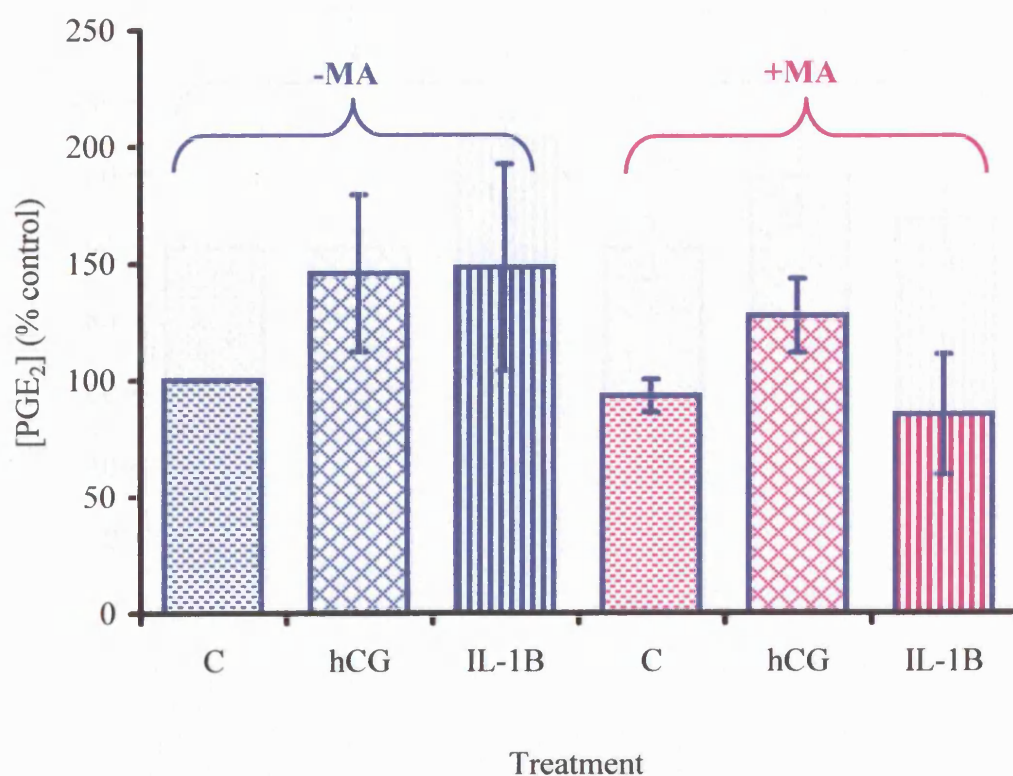 250
-MA
+MA
200
150
100
50
0
[PGE₂] (% control)
C hCG IL-1B C hCG IL-1B
Treatment